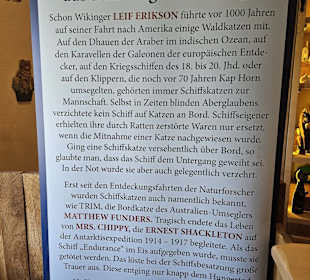 Schon Wikinger LEIF ERIKSON führte vor 1000 Jahren
auf seiner Fahrt nach Amerika einige Waldkatzen mit.
Auf den Dhauen der Araber im indischen Ozean, auf
den Karavellen der Galeonen der europäischen Entde-
cker, auf den Kriegsschiffen des 18. bis 20. Jhd. oder
auf den Klippern, die noch vor 70 Jahren Kap Horn
umsegelten, gehörten immer Schiffskatzen zur
Mannschaft. Selbst in Zeiten blinden Aberglaubens
verzichtete kein Schiff auf Katzen an Bord. Schiffseigener
erhielten ihre durch Ratten zerstörte Waren nur ersetzt,
wenn die Mitnahme einer Katze nachgewiesen wurde.
Ging eine Schiffskatze versehentlich über Bord, so
glaubte man, dass das Schiff dem Untergang geweiht sei.
In der Not wurde sie aber auch gelegentlich verzehrt.
Erst seit den Entdeckungsfahrten der Naturforscher
wurden Schiffskatzen auch namentlich bekannt,
wie TRIM, die Bordkatze des Australien-Umseglers
MATTHEW FUNDERS. Tragisch endete das Leben
von MRS. CHIPPY, die ERNEST SHACKLETON auf
der Antarktisexpedition 1914 – 1917 begleitete. Als das
Schiff „Endurance" im Eis aufgegeben wurde, musste sie
getötet werden. Das löste bei der Schiffsbesatzung große
Trauer aus. Diese entging nur knapp dem